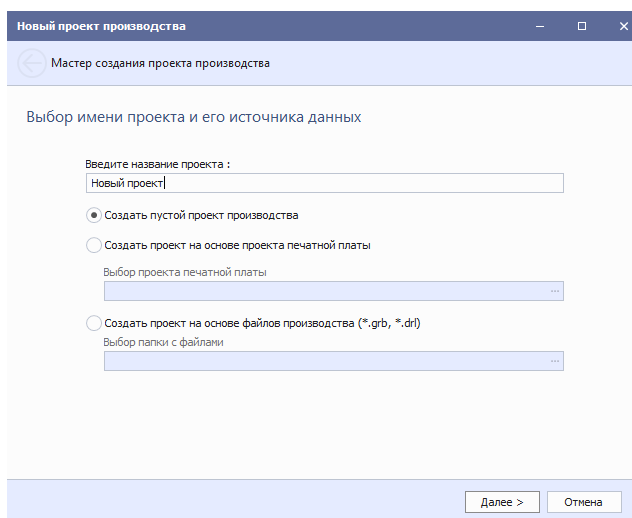 Новый проект производства
Мастер создания проекта производства
Выбор имени проекта и его источника данных
Введите название проекта :
Новый проект
Создать пустой проект производства
Создать проект на основе проекта печатной платы
Выбор проекта печатной платы
...
Создать проект на основе файлов производства (*.grb, *.drl)
Выбор папки с файлами
...
Далее > Отмена